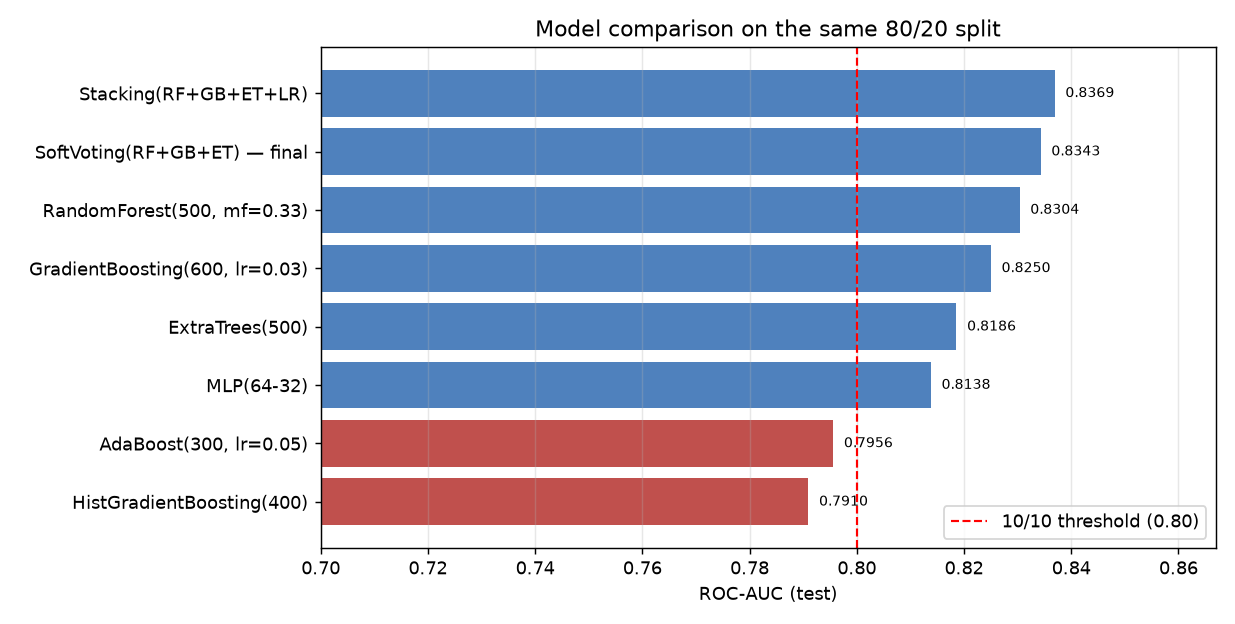 Model comparison on the same 80/20 split
Stacking(RF+GB+ET+LR)
0.8369
SoftVoting(RF+GB+ET) — final
0.8343
RandomForest(500, mf=0.33)
0.8304
GradientBoosting(600, lr=0.03)
0.8250
ExtraTrees(500)
0.8186
MLP(64-32)
0.8138
AdaBoost(300, lr=0.05)
0.7956
HistGradientBoosting(400)
0.7910
10/10 threshold (0.80)
0.70 0.72 0.74 0.76 0.78 0.80 0.82 0.84 0.86
ROC-AUC (test)